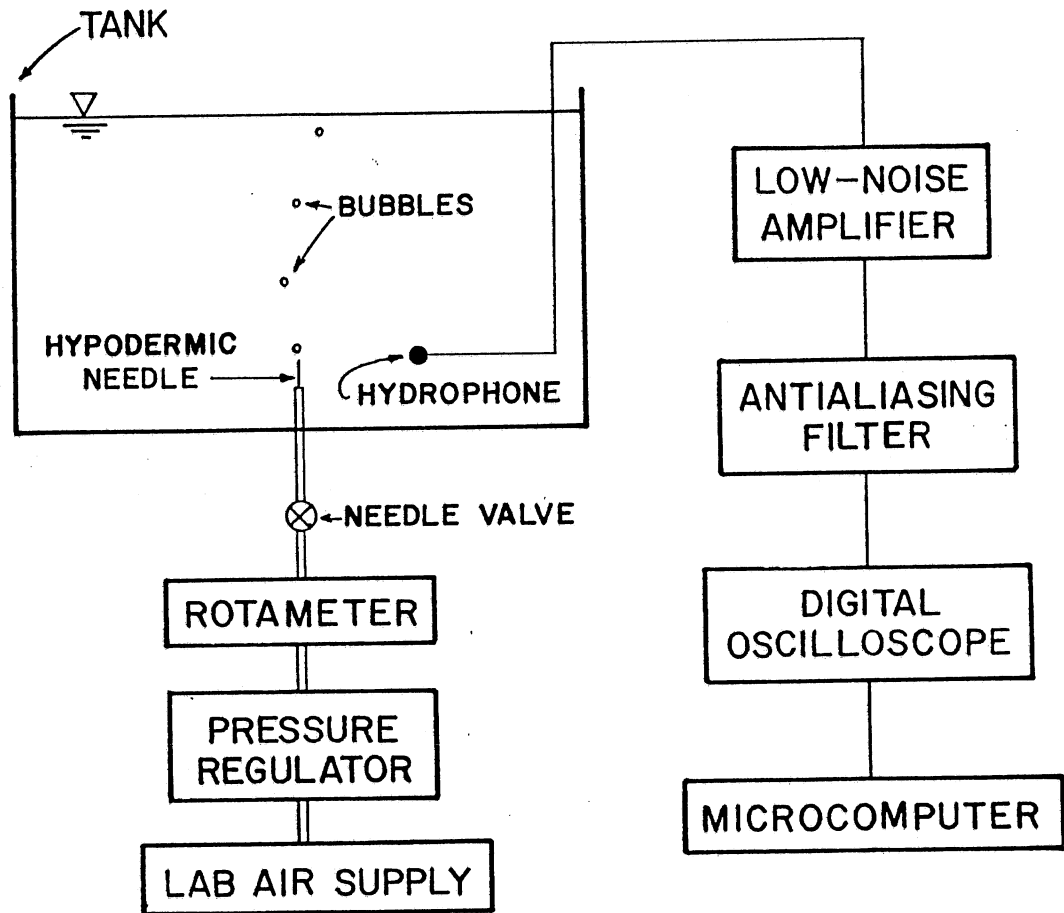 TANK
BUBBLES
HYPODERMIC
NEEDLE
HYDROPHONE
NEEDLE VALVE
ROTAMETER
PRESSURE
REGULATOR
LAB AIR SUPPLY
LOW-NOISE
AMPLIFIER
ANTIALIASING
FILTER
DIGITAL
OSCILLOSCOPE
MICROCOMPUTER